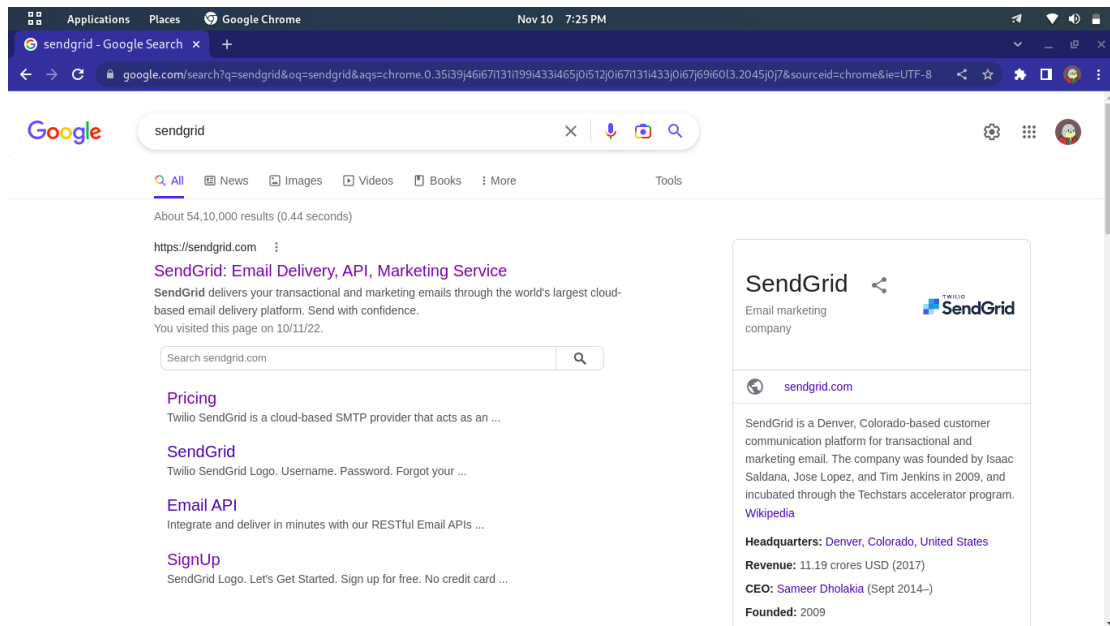 Applications Places Google Chrome Nov 10 7:25 PM
sendgrid - Google Search
google.com/search?q=sendgrid&oq=sendgrid&aqs=chrome.0.35i39j46i67i131i199i433i465j0i512j0i67i131i433j0i67j69i60l3.2045j0j7&sourceid=chrome&ie=UTF-8
Google
sendgrid
All News Images Videos Books More Tools
About 54,10,000 results (0.44 seconds)
https://sendgrid.com
SendGrid: Email Delivery, API, Marketing Service
SendGrid delivers your transactional and marketing emails through the world's largest cloud-
based email delivery platform. Send with confidence.
You visited this page on 10/11/22.
Search sendgrid.com
Pricing
Twilio SendGrid is a cloud-based SMTP provider that acts as an ...
SendGrid
Twilio SendGrid Logo. Username. Password. Forgot your ...
Email API
Integrate and deliver in minutes with our RESTful Email APIs ...
SignUp
SendGrid Logo. Let's Get Started. Sign up for free. No credit card ...
SendGrid
Email marketing
company
TWILIO
SendGrid
sendgrid.com
SendGrid is a Denver, Colorado-based customer
communication platform for transactional and
marketing email. The company was founded by Isaac
Saldana, Jose Lopez, and Tim Jenkins in 2009, and
incubated through the Techstars accelerator program.
Wikipedia
Headquarters: Denver, Colorado, United States
Revenue: 11.19 crores USD (2017)
CEO: Sameer Dholakia (Sept 2014–)
Founded: 2009